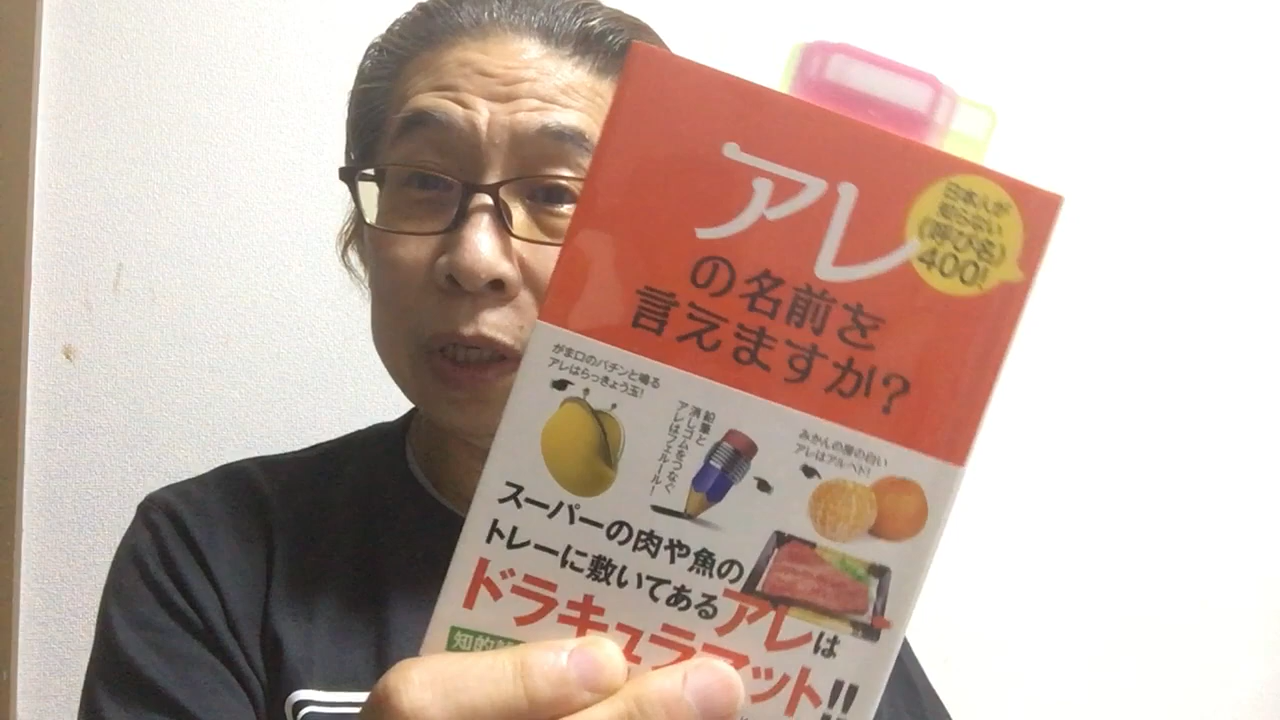 アレ
の名前を
言えますか?
日本人が
知らない
《呼び名》
400!
がま口のパチンと鳴る
アレはらっきょう玉!
鉛筆と
消しゴムをつなぐ
アレはフェルール!
みかんの房の白い
アレはアルベド!
スーパーの肉や魚の
トレーに敷いてあるアレは
ドラキュラマット!!
知的